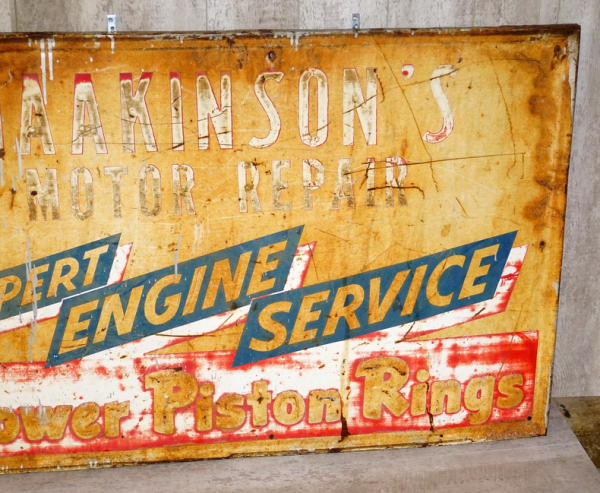 AAKINSON'S
MOTOR REPAIR
PERT ENGINE SERVICE
ower Piston Rings